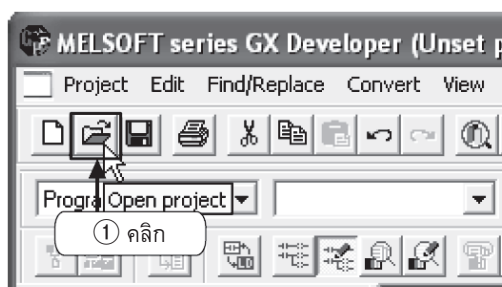 MELSOFT series GX Developer (Unset p
Project Edit Find/Replace Convert View
Progra
Open project
① คลิก